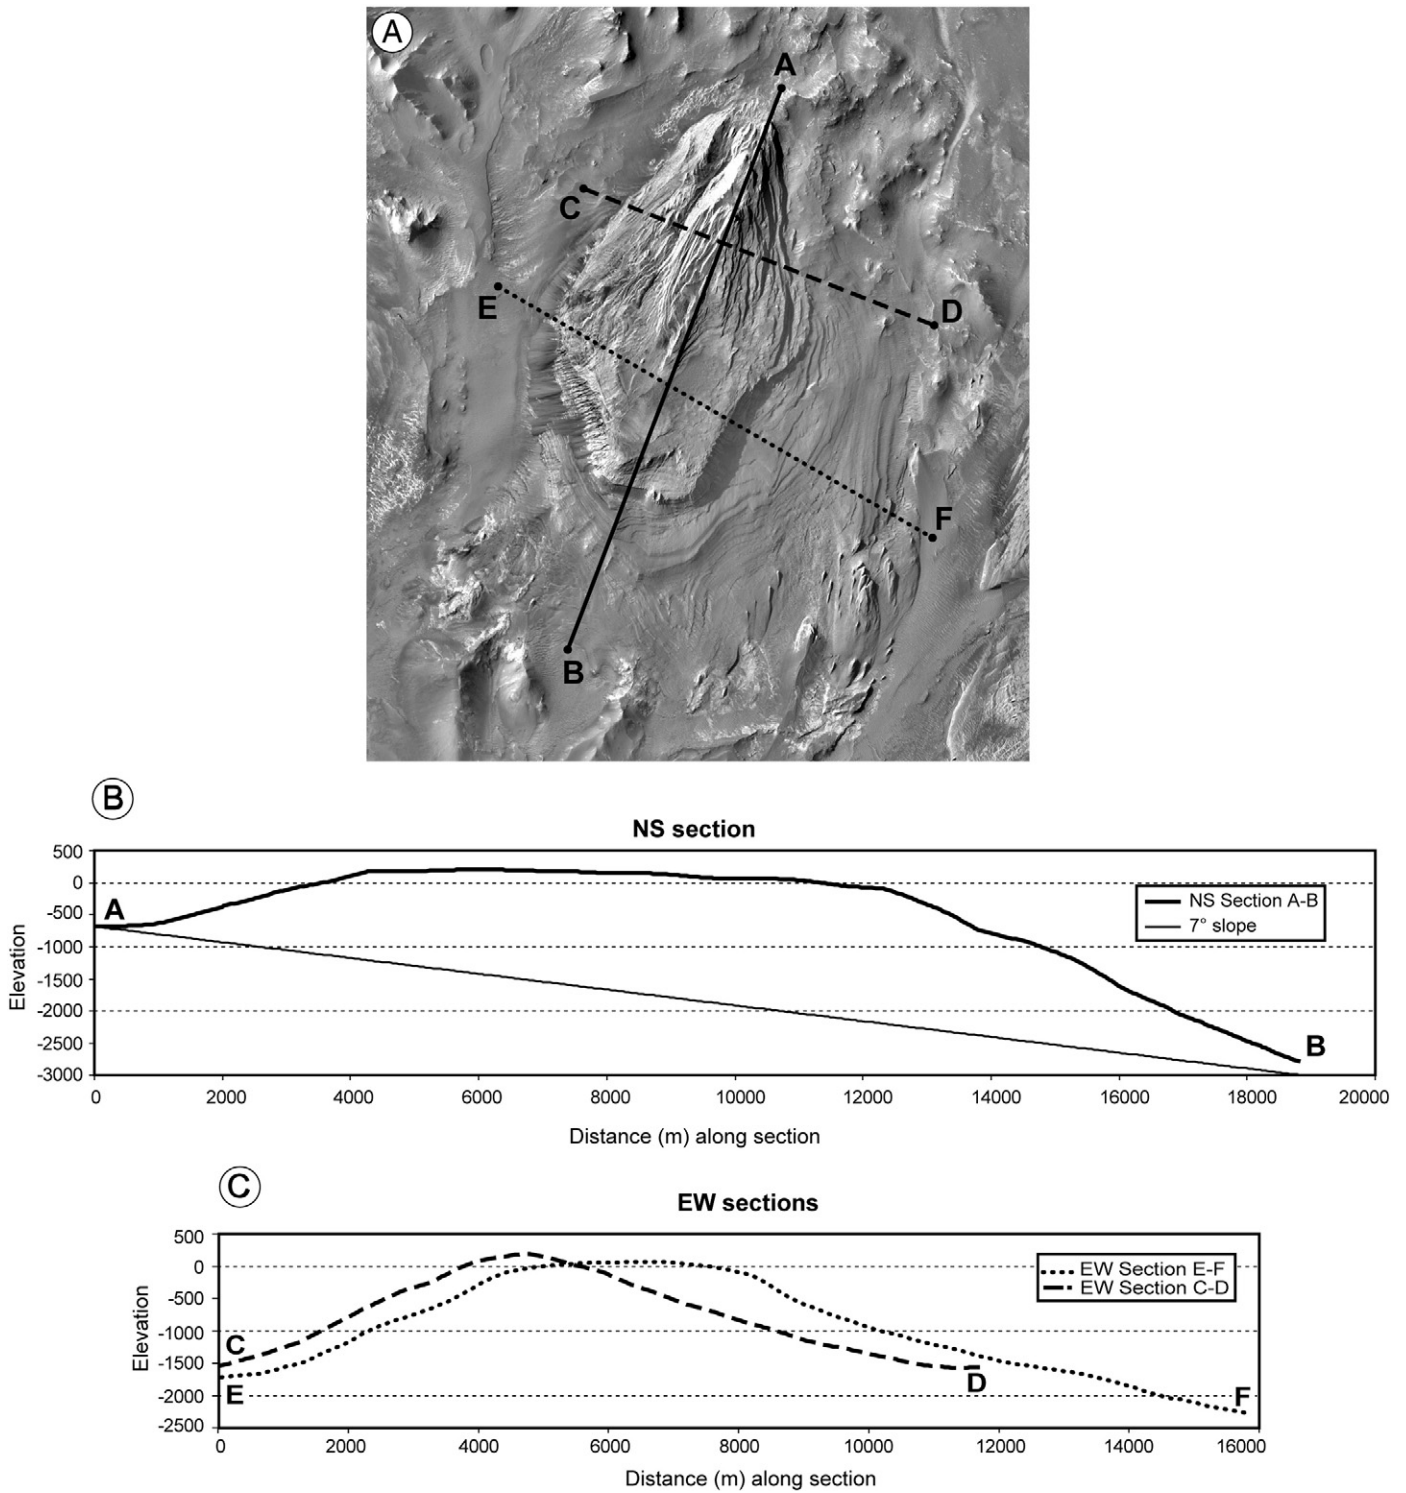 A
A
C
D
E
F
B
B
NS section
500
0
-500
-1000
-1500
-2000
-2500
-3000
Elevation
A
B
NS Section A-B
7° slope
0 2000 4000 6000 8000 10000 12000 14000 16000 18000 20000
Distance (m) along section
C
EW sections
500
0
-500
-1000
-1500
-2000
-2500
Elevation
C
E
D
F
EW Section E-F
EW Section C-D
0 2000 4000 6000 8000 10000 12000 14000 16000
Distance (m) along section